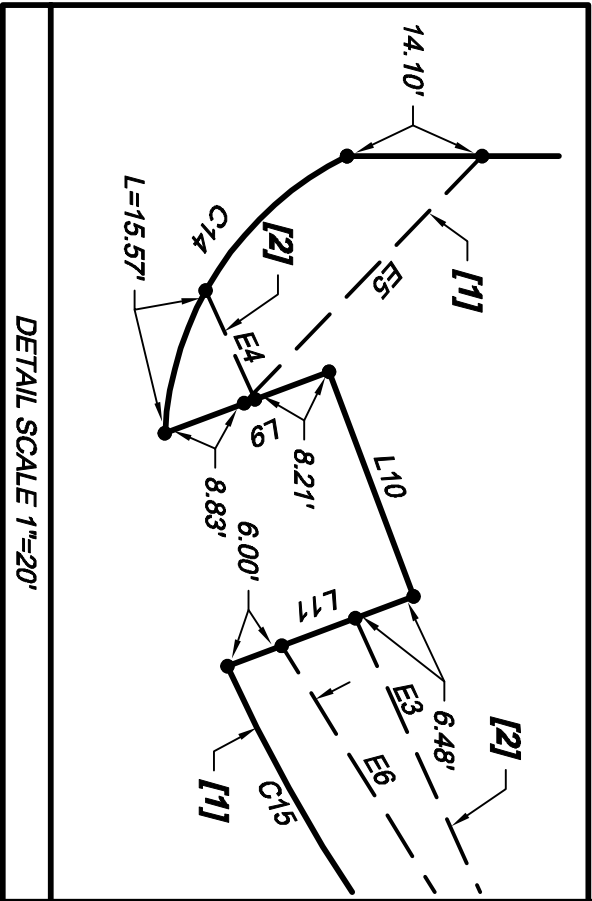 14.10'
[1]
E5
C14
[2]
E4
L=15.57'
L9
8.21'
8.83'
L10
L11
6.00'
6.48'
E3
[2]
E6
C15
[1]
DETAIL SCALE 1"=20'